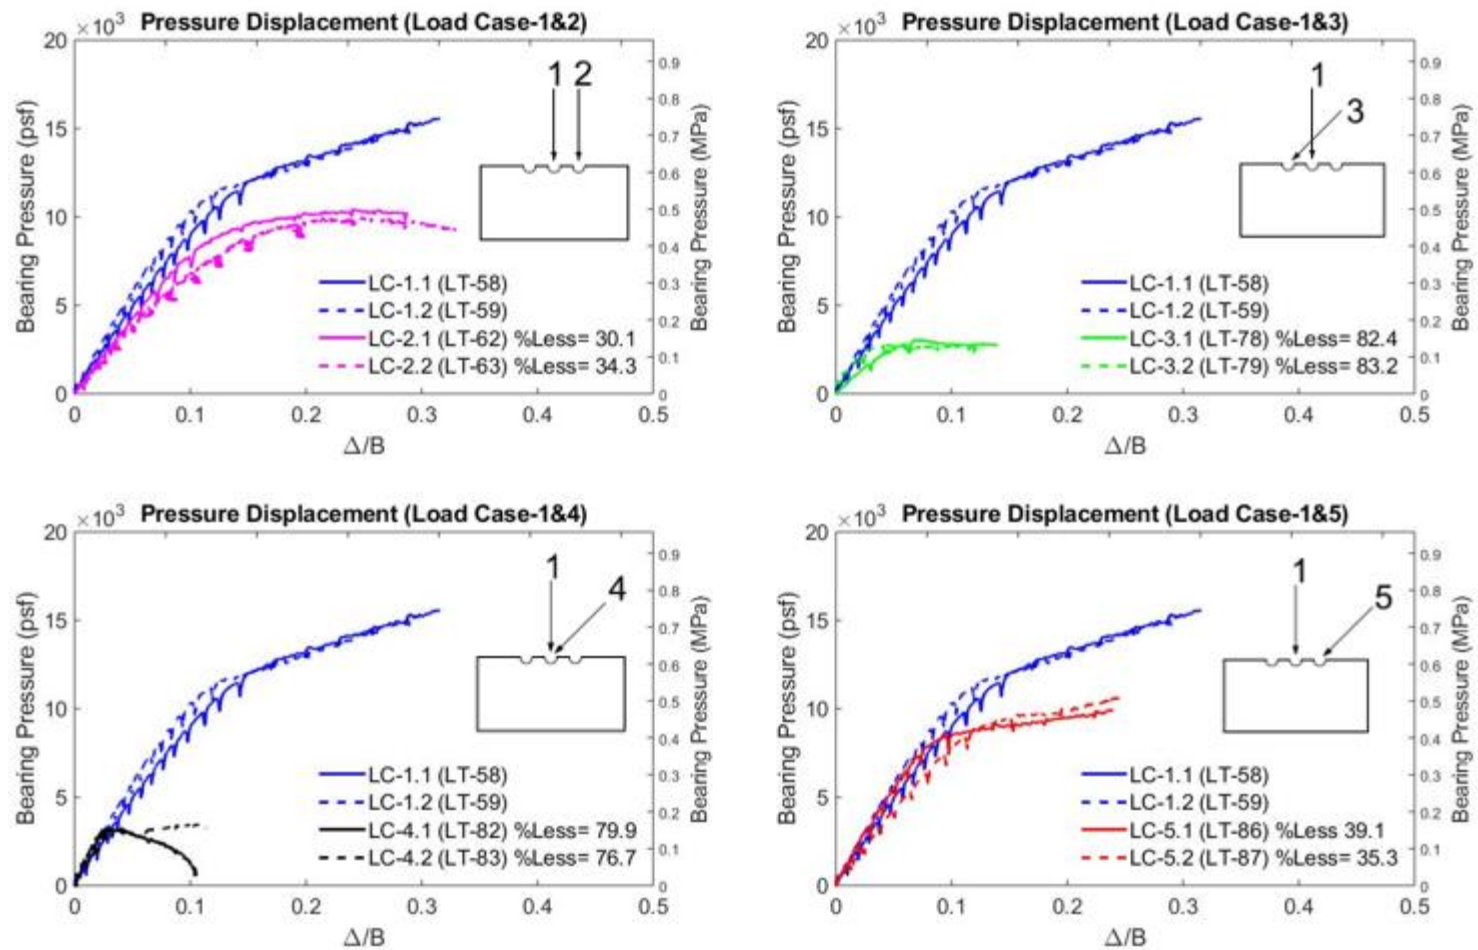 Pressure Displacement (Load Case-1&2)
×10³
20
15
10
5
0
Bearing Pressure (psf)
0.9
0.8
0.7
0.6
0.5
0.4
0.3
0.2
0.1
0
Bearing Pressure (MPa)
1 2
LC-1.1 (LT-58)
LC-1.2 (LT-59)
LC-2.1 (LT-62) %Less= 30.1
LC-2.2 (LT-63) %Less= 34.3
0 0.1 0.2 0.3 0.4 0.5
Δ/B
Pressure Displacement (Load Case-1&3)
×10³
20
15
10
5
0
Bearing Pressure (psf)
0.9
0.8
0.7
0.6
0.5
0.4
0.3
0.2
0.1
0
Bearing Pressure (MPa)
1
3
LC-1.1 (LT-58)
LC-1.2 (LT-59)
LC-3.1 (LT-78) %Less= 82.4
LC-3.2 (LT-79) %Less= 83.2
0 0.1 0.2 0.3 0.4 0.5
Δ/B
Pressure Displacement (Load Case-1&4)
×10³
20
15
10
5
0
Bearing Pressure (psf)
0.9
0.8
0.7
0.6
0.5
0.4
0.3
0.2
0.1
0
Bearing Pressure (MPa)
1
4
LC-1.1 (LT-58)
LC-1.2 (LT-59)
LC-4.1 (LT-82) %Less= 79.9
LC-4.2 (LT-83) %Less= 76.7
0 0.1 0.2 0.3 0.4 0.5
Δ/B
Pressure Displacement (Load Case-1&5)
×10³
20
15
10
5
0
Bearing Pressure (psf)
0.9
0.8
0.7
0.6
0.5
0.4
0.3
0.2
0.1
0
Bearing Pressure (MPa)
1
5
LC-1.1 (LT-58)
LC-1.2 (LT-59)
LC-5.1 (LT-86) %Less 39.1
LC-5.2 (LT-87) %Less= 35.3
0 0.1 0.2 0.3 0.4 0.5
Δ/B